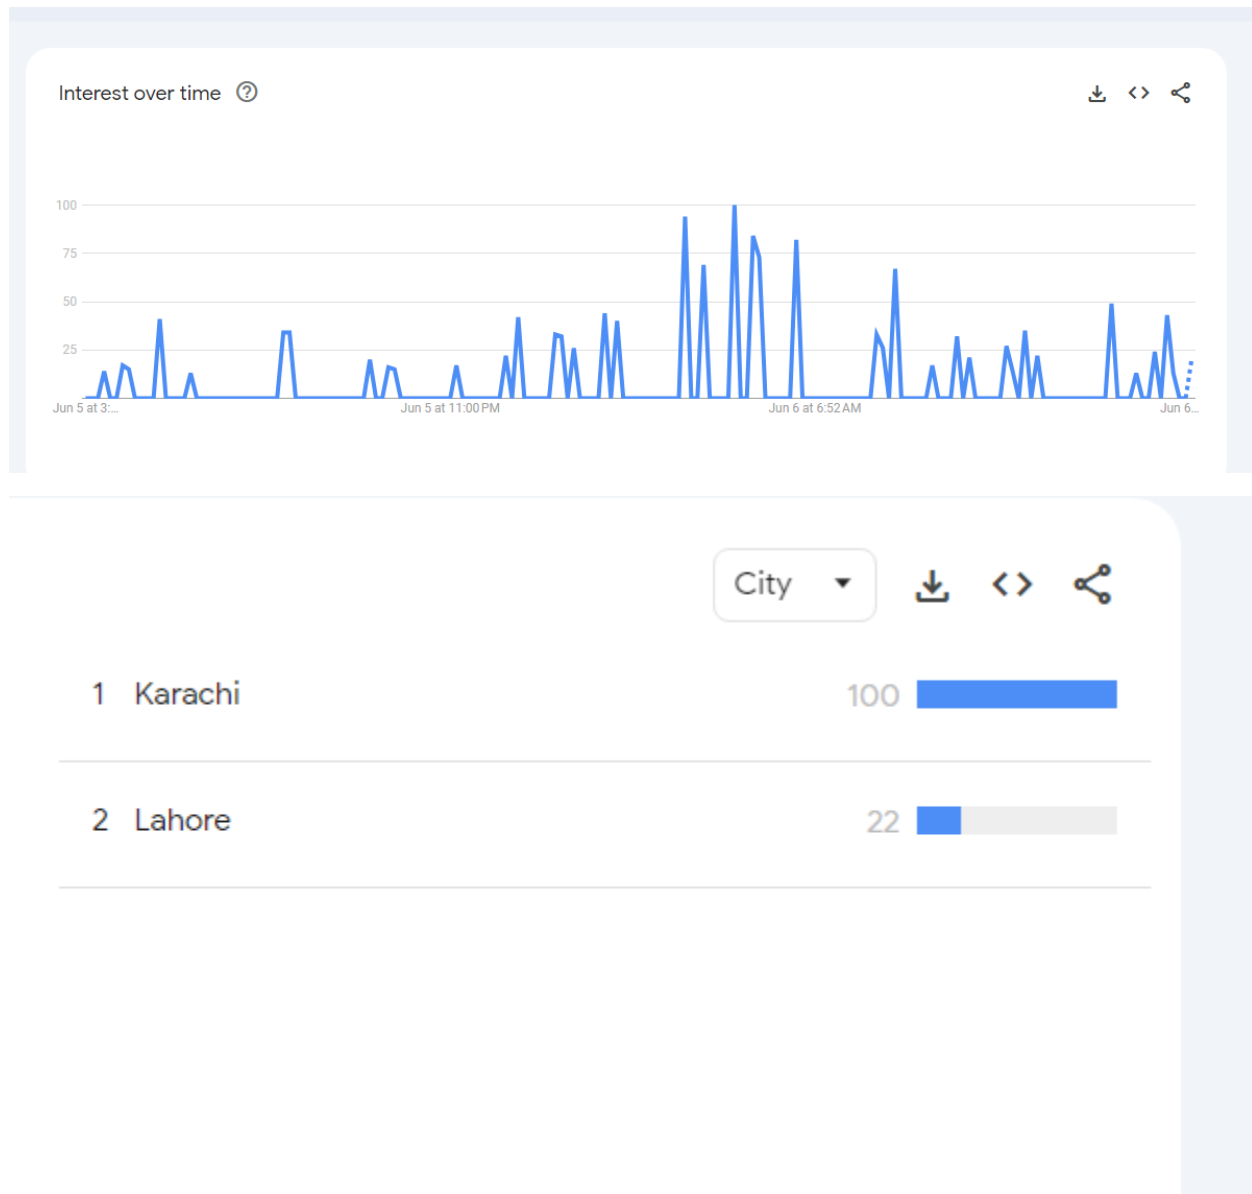 Interest over time
100
75
50
25
Jun 5 at 3:...
Jun 5 at 11:00 PM
Jun 6 at 6:52 AM
Jun 6...
City
1 Karachi 100
2 Lahore 22